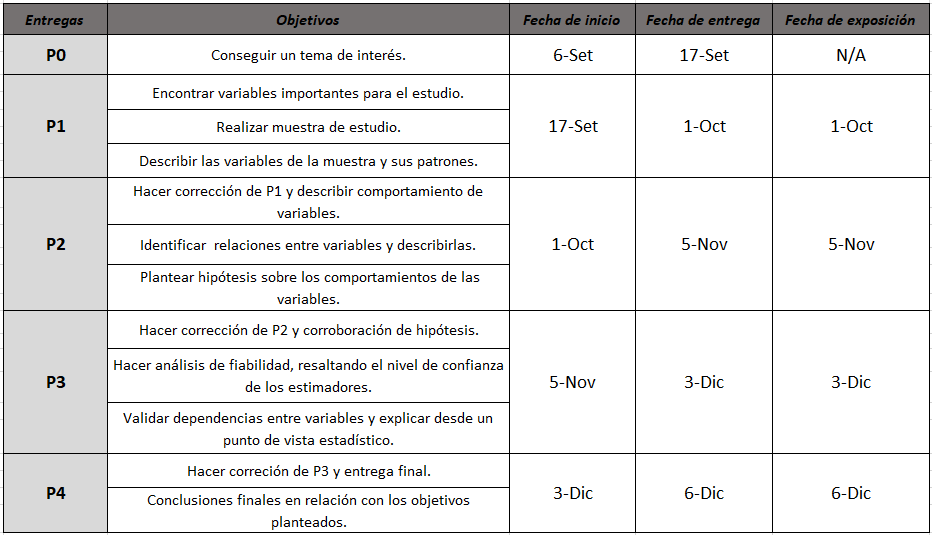 Entregas Objetivos Fecha de inicio Fecha de entrega Fecha de exposición
P0 Conseguir un tema de interés. 6-Set 17-Set N/A
Encontrar variables importantes para el estudio.
P1 Realizar muestra de estudio. 17-Set 1-Oct 1-Oct
Describir las variables de la muestra y sus patrones.
Hacer corrección de P1 y describir comportamiento de
variables.
P2 Identificar relaciones entre variables y describirlas. 1-Oct 5-Nov 5-Nov
Plantear hipótesis sobre los comportamientos de las
variables.
Hacer corrección de P2 y corroboración de hipótesis.
Hacer análisis de fiabilidad, resaltando el nivel de confianza
P3 de los estimadores. 5-Nov 3-Dic 3-Dic
Validar dependencias entre variables y explicar desde un
punto de vista estadístico.
Hacer correción de P3 y entrega final.
P4 3-Dic 6-Dic 6-Dic
Conclusiones finales en relación con los objetivos
planteados.